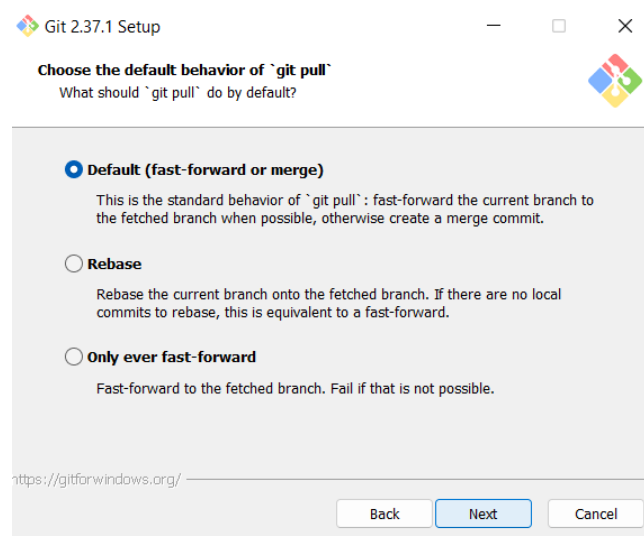 Git 2.37.1 Setup
Choose the default behavior of `git pull`
What should `git pull` do by default?
Default (fast-forward or merge)
This is the standard behavior of `git pull`: fast-forward the current branch to
the fetched branch when possible, otherwise create a merge commit.
Rebase
Rebase the current branch onto the fetched branch. If there are no local
commits to rebase, this is equivalent to a fast-forward.
Only ever fast-forward
Fast-forward to the fetched branch. Fail if that is not possible.
https://gitforwindows.org/
Back Next Cancel